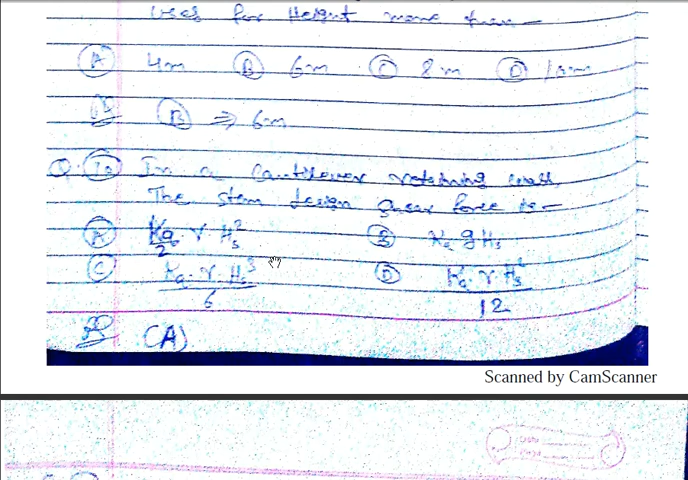 used for Height more than -
(A) 4m (B) 6m (C) 8m (D) 10m
(B) ⇒ 6m
Q. In a cantilever retaining wall,
The stem design shear force is -
(A) Ka/2 · γ · Hs² (B) Ka γ Hs
(C) Ka · γ · Hs³ / 6 (D) Ka γ Hs² / 12
(A)
Scanned by CamScanner